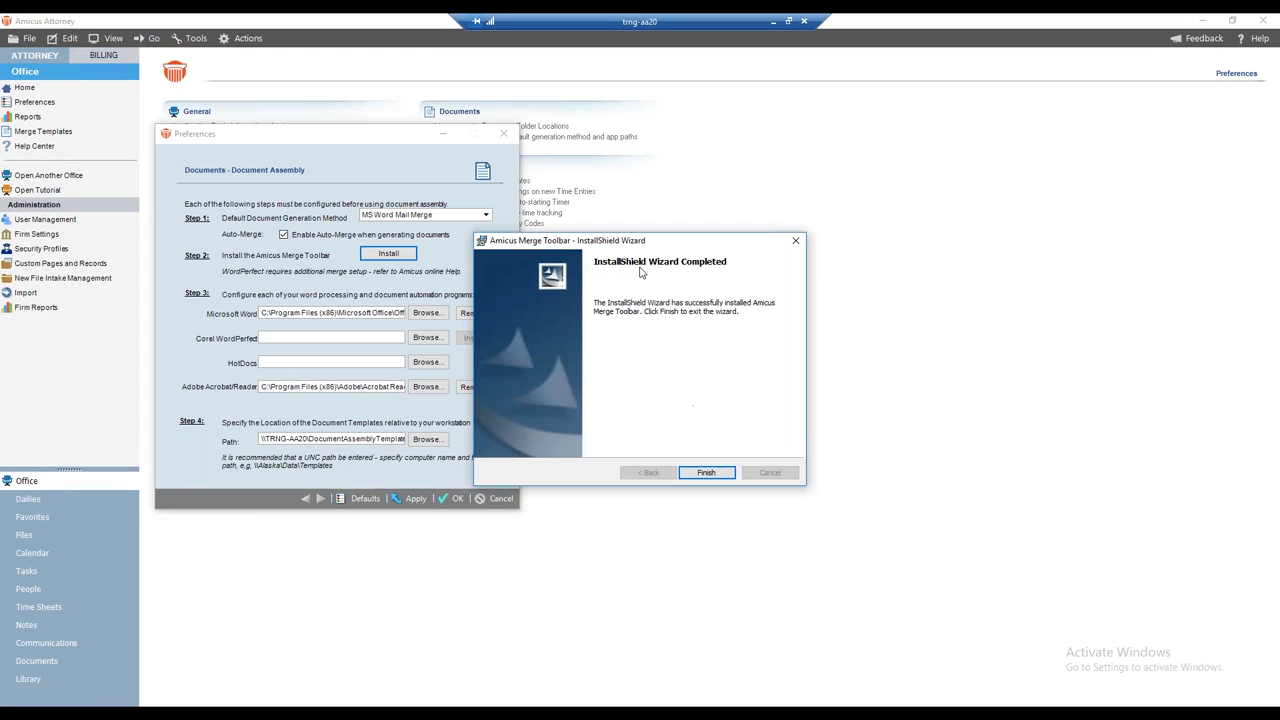 Amicus Attorney
trng-aa20
File Edit View Go Tools Actions
Feedback ? Help
ATTORNEY BILLING
Office
Preferences
Home
Preferences
Reports
Merge Templates
Help Center
Open Another Office
Open Tutorial
Administration
User Management
Firm Settings
Security Profiles
Custom Pages and Records
New File Intake Management
Import
Firm Reports
Office
Dailies
Favorites
Files
Calendar
Tasks
People
Time Sheets
Notes
Communications
Documents
Library
General
Documents
older Locations
ault generation method and app paths
ngs on new Time Entries
to-starting Timer
time tracking
y Codes
Preferences
Documents - Document Assembly
Each of the following steps must be configured before using document assembly.
Step 1: Default Document Generation Method MS Word Mail Merge
Auto-Merge: Enable Auto-Merge when generating documents
Step 2: Install the Amicus Merge Toolbar Install
WordPerfect requires additional merge setup - refer to Amicus online Help.
Step 3: Configure each of your word processing and document automation programs:
Microsoft Word C:\Program Files (x86)\Microsoft Office\Off Browse... Ren
Corel WordPerfect Browse... Ins
HotDocs Browse...
Adobe Acrobat/Reader C:\Program Files (x86)\Adobe\Acrobat Rea Browse... Ren
Step 4: Specify the Location of the Document Templates relative to your workstation
Path: \\TRNG-AA20\DocumentAssemblyTemplate Browse...
It is recommended that a UNC path be entered - specify computer name and
path, e.g, \\Alaska\Data\Templates
Defaults Apply OK Cancel
Amicus Merge Toolbar - InstallShield Wizard
InstallShield Wizard Completed
The InstallShield Wizard has successfully installed Amicus
Merge Toolbar. Click Finish to exit the wizard.
< Back Finish Cancel
Activate Windows
Go to Settings to activate Windows.